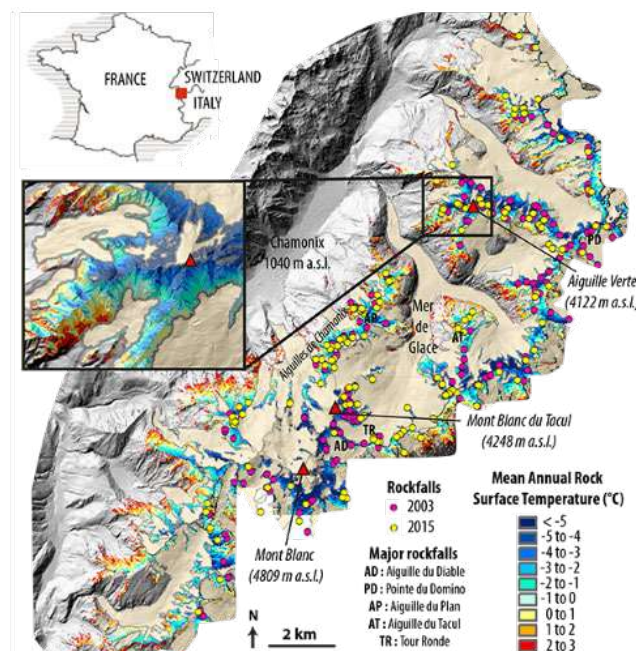 FRANCE
SWITZERLAND
ITALY
Chamonix
1040 m a.s.l.
PD
Aiguille Verte
(4122 m a.s.l.)
Aiguilles de Chamonix
AP
Mer
de
Glace
AT
Mont Blanc du Tacul
(4248 m a.s.l.)
TR
AD
Mont Blanc
(4809 m a.s.l.)
N
2 km
Rockfalls
2003
2015
Major rockfalls
AD : Aiguille du Diable
PD : Pointe du Domino
AP : Aiguille du Plan
AT : Aiguille du Tacul
TR : Tour Ronde
Mean Annual Rock
Surface Temperature (°C)
< -5
-5 to -4
-4 to -3
-3 to -2
-2 to -1
-1 to 0
0 to 1
1 to 2
2 to 3